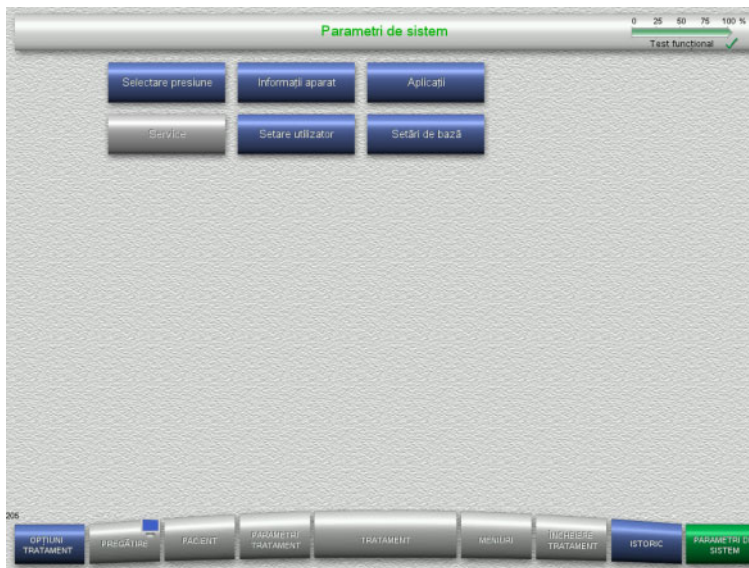 Parametri de sistem
0 25 50 75 100 %
Test funcțional
Selectare presiune
Informații aparat
Aplicații
Service
Setare utilizator
Setări de bază
205
OPȚIUNI
TRATAMENT
PREGĂTIRE
PACIENT
PARAMETRI
TRATAMENT
TRATAMENT
MENIURI
ÎNCHEIERE
TRATAMENT
ISTORIC
PARAMETRI D
SISTEM